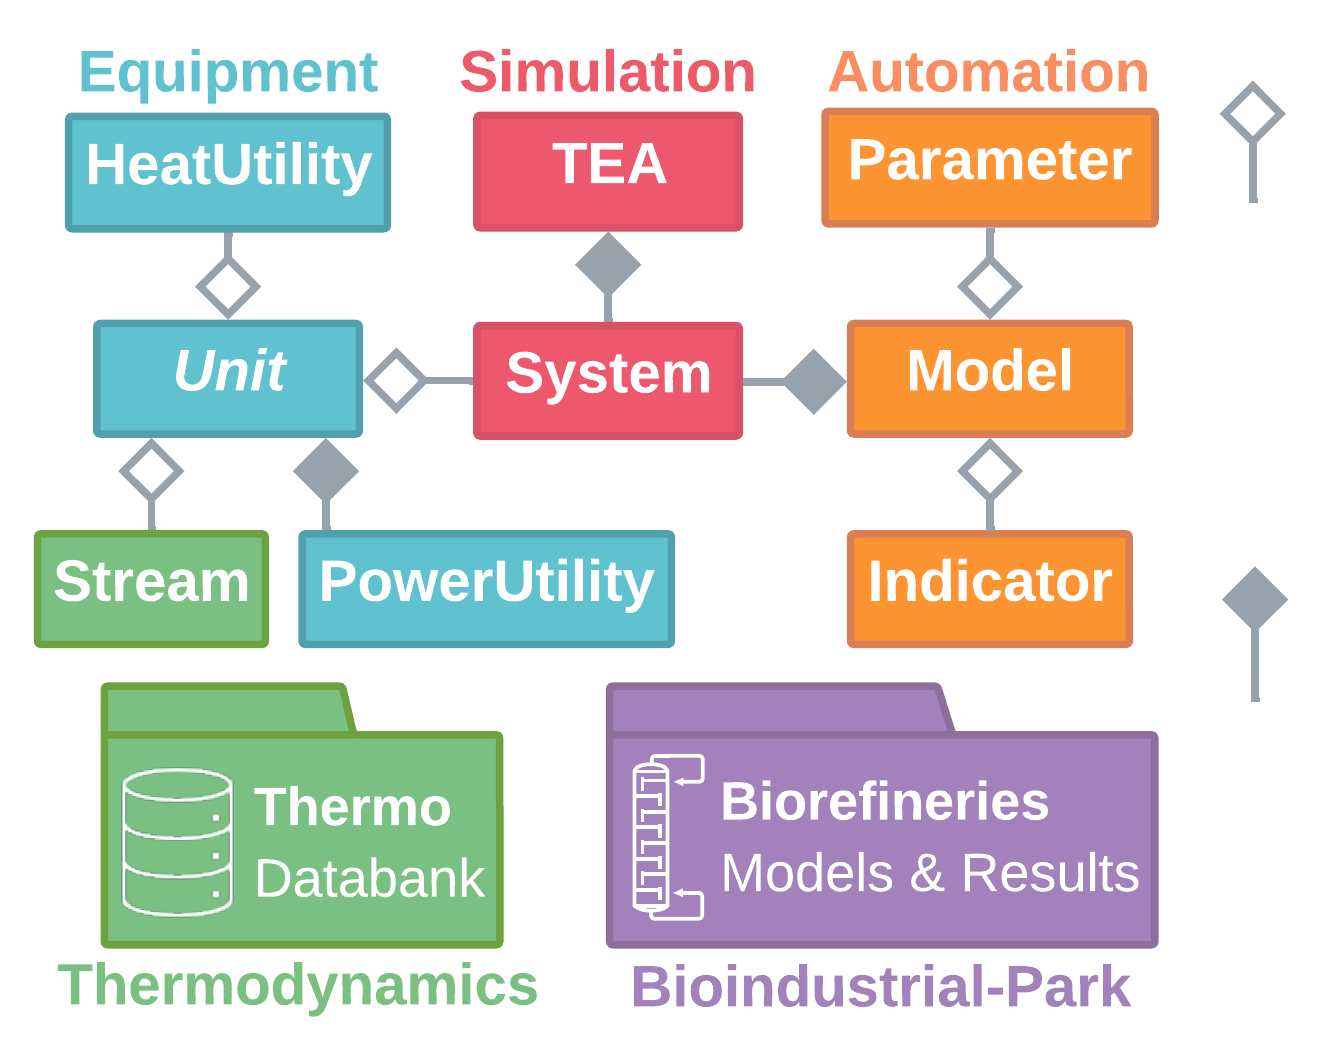 Equipment
Simulation
Automation
HeatUtility
TEA
Parameter
Unit
System
Model
Stream
PowerUtility
Indicator
Thermo
Databank
Biorefineries
Models & Results
Thermodynamics
Bioindustrial-Park